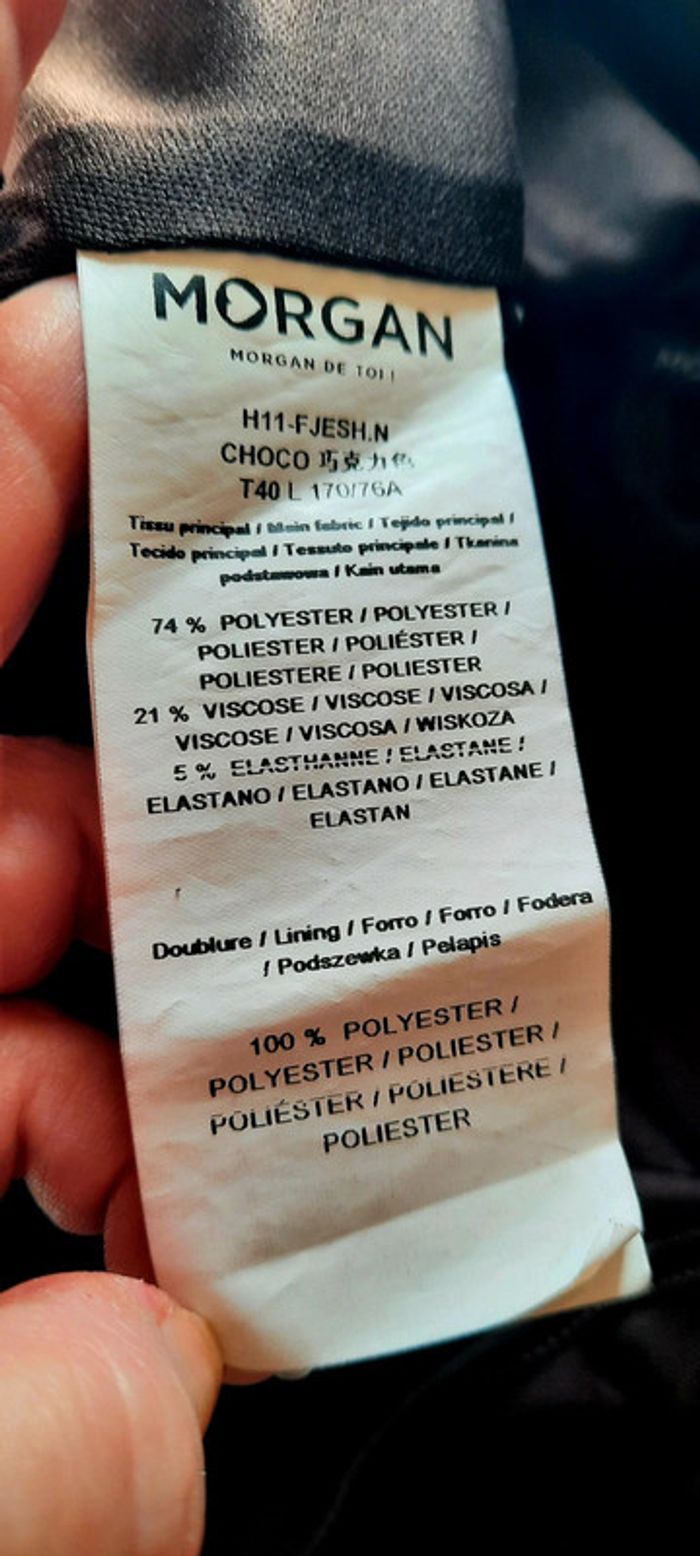 MORGAN
MORGAN DE TOI !
H11-FJESH.N
CHOCO 巧克力色
T40 L 170/76A
Tissu principal / Main fabric / Tejido principal /
Tecido principal / Tessuto principale / Tkanina
podstawowa / Kain utama
74 % POLYESTER / POLYESTER /
POLIESTER / POLIÉSTER /
POLIESTERE / POLIESTER
21 % VISCOSE / VISCOSE / VISCOSA /
VISCOSE / VISCOSA / WISKOZA
5 % ELASTHANNE / ELASTANE /
ELASTANO / ELASTANO / ELASTANE /
ELASTAN
Doublure / Lining / Forro / Forro / Fodera
/ Podszewka / Pelapis
100 % POLYESTER /
POLYESTER / POLIESTER /
POLIÉSTER / POLIESTERE /
POLIESTER